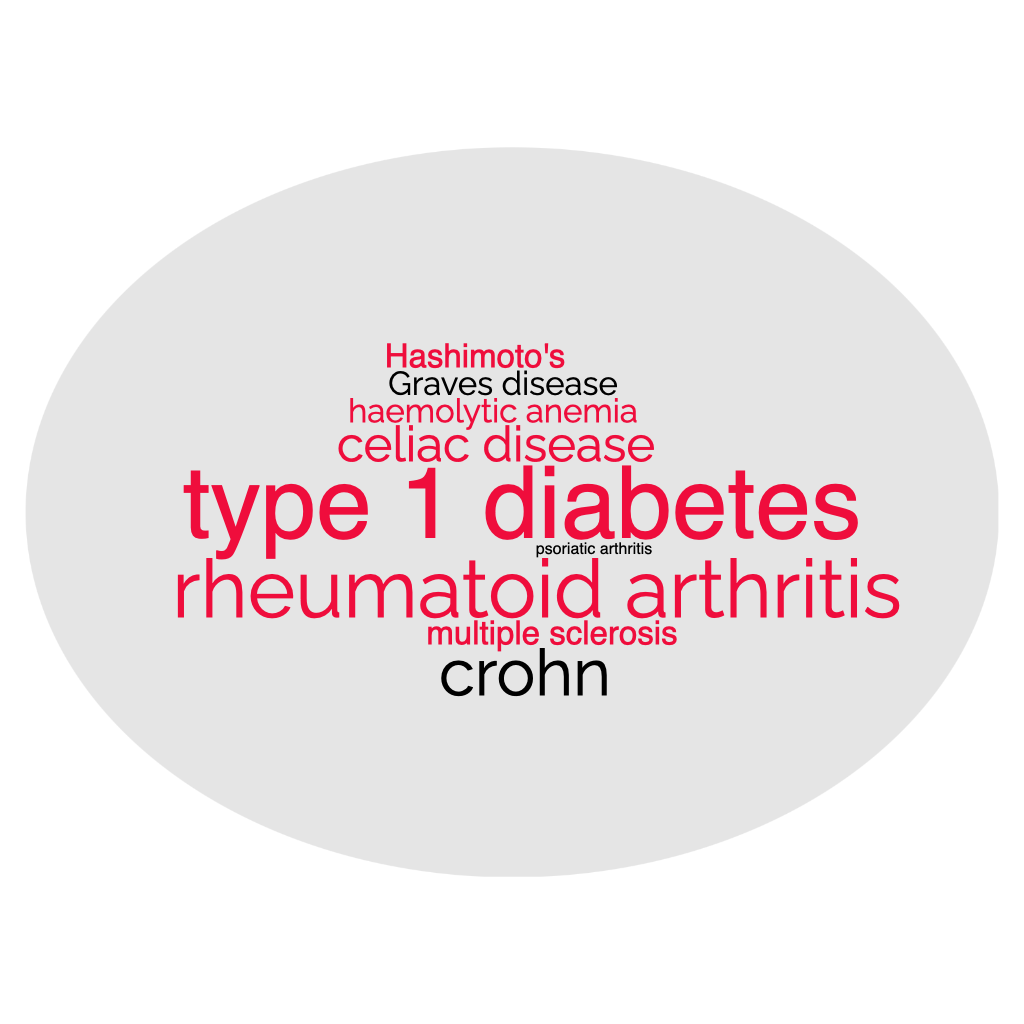 Hashimoto's
Graves disease
haemolytic anemia
celiac disease
type 1 diabetes
psoriatic arthritis
rheumatoid arthritis
multiple sclerosis
crohn